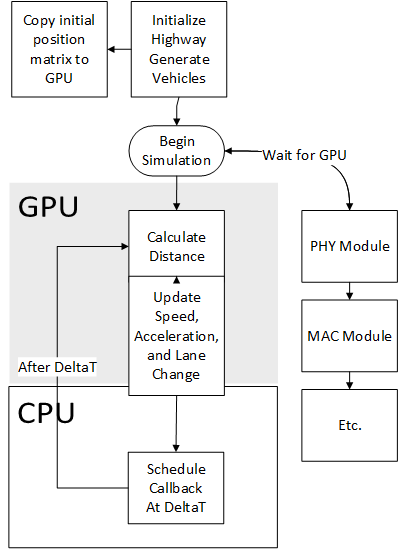 Copy initial
position
matrix to
GPU
Initialize
Highway
Generate
Vehicles
Begin
Simulation
Wait for GPU
GPU
Calculate
Distance
PHY Module
Update
Speed,
Acceleration,
and Lane
Change
MAC Module
After DeltaT
CPU
Etc.
Schedule
Callback
At DeltaT